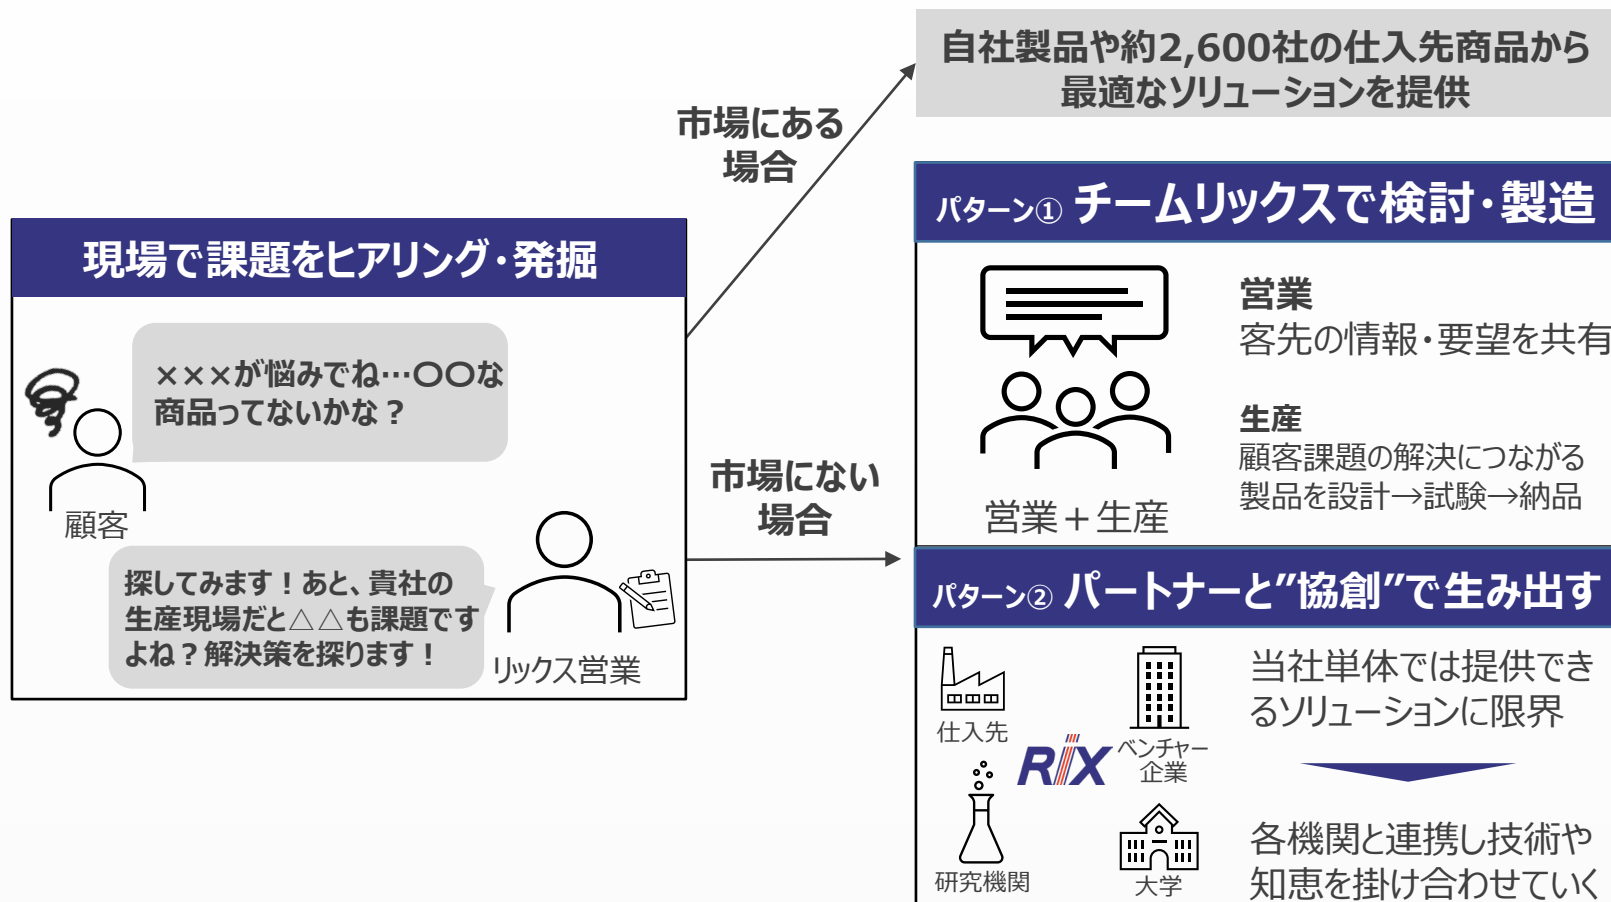 自社製品や約2,600社の仕入先商品から
最適なソリューションを提供
市場にある
場合
現場で課題をヒアリング・発掘
×××が悩みでね…〇〇な
商品ってないかな？
顧客
探してみます！あと、貴社の
生産現場だと△△も課題です
よね？解決策を探ります！
リックス営業
市場にない
場合
パターン① チームリックスで検討・製造
営業
客先の情報・要望を共有
生産
顧客課題の解決につながる
製品を設計→試験→納品
営業＋生産
パターン② パートナーと”協創”で生み出す
仕入先
RiX
ベンチャー
企業
研究機関
大学
当社単体では提供でき
るソリューションに限界
各機関と連携し技術や
知恵を掛け合わせていく